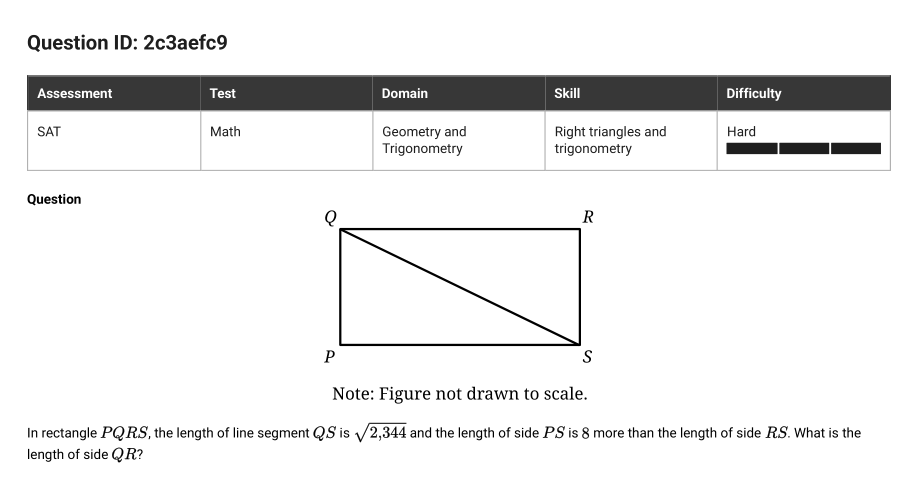 Question ID: 2c3aefc9
Assessment Test Domain Skill Difficulty
SAT Math Geometry and Trigonometry Right triangles and trigonometry Hard
Question
Q R
P S
Note: Figure not drawn to scale.
In rectangle PQRS, the length of line segment QS is √2,344 and the length of side PS is 8 more than the length of side RS. What is the
length of side QR?